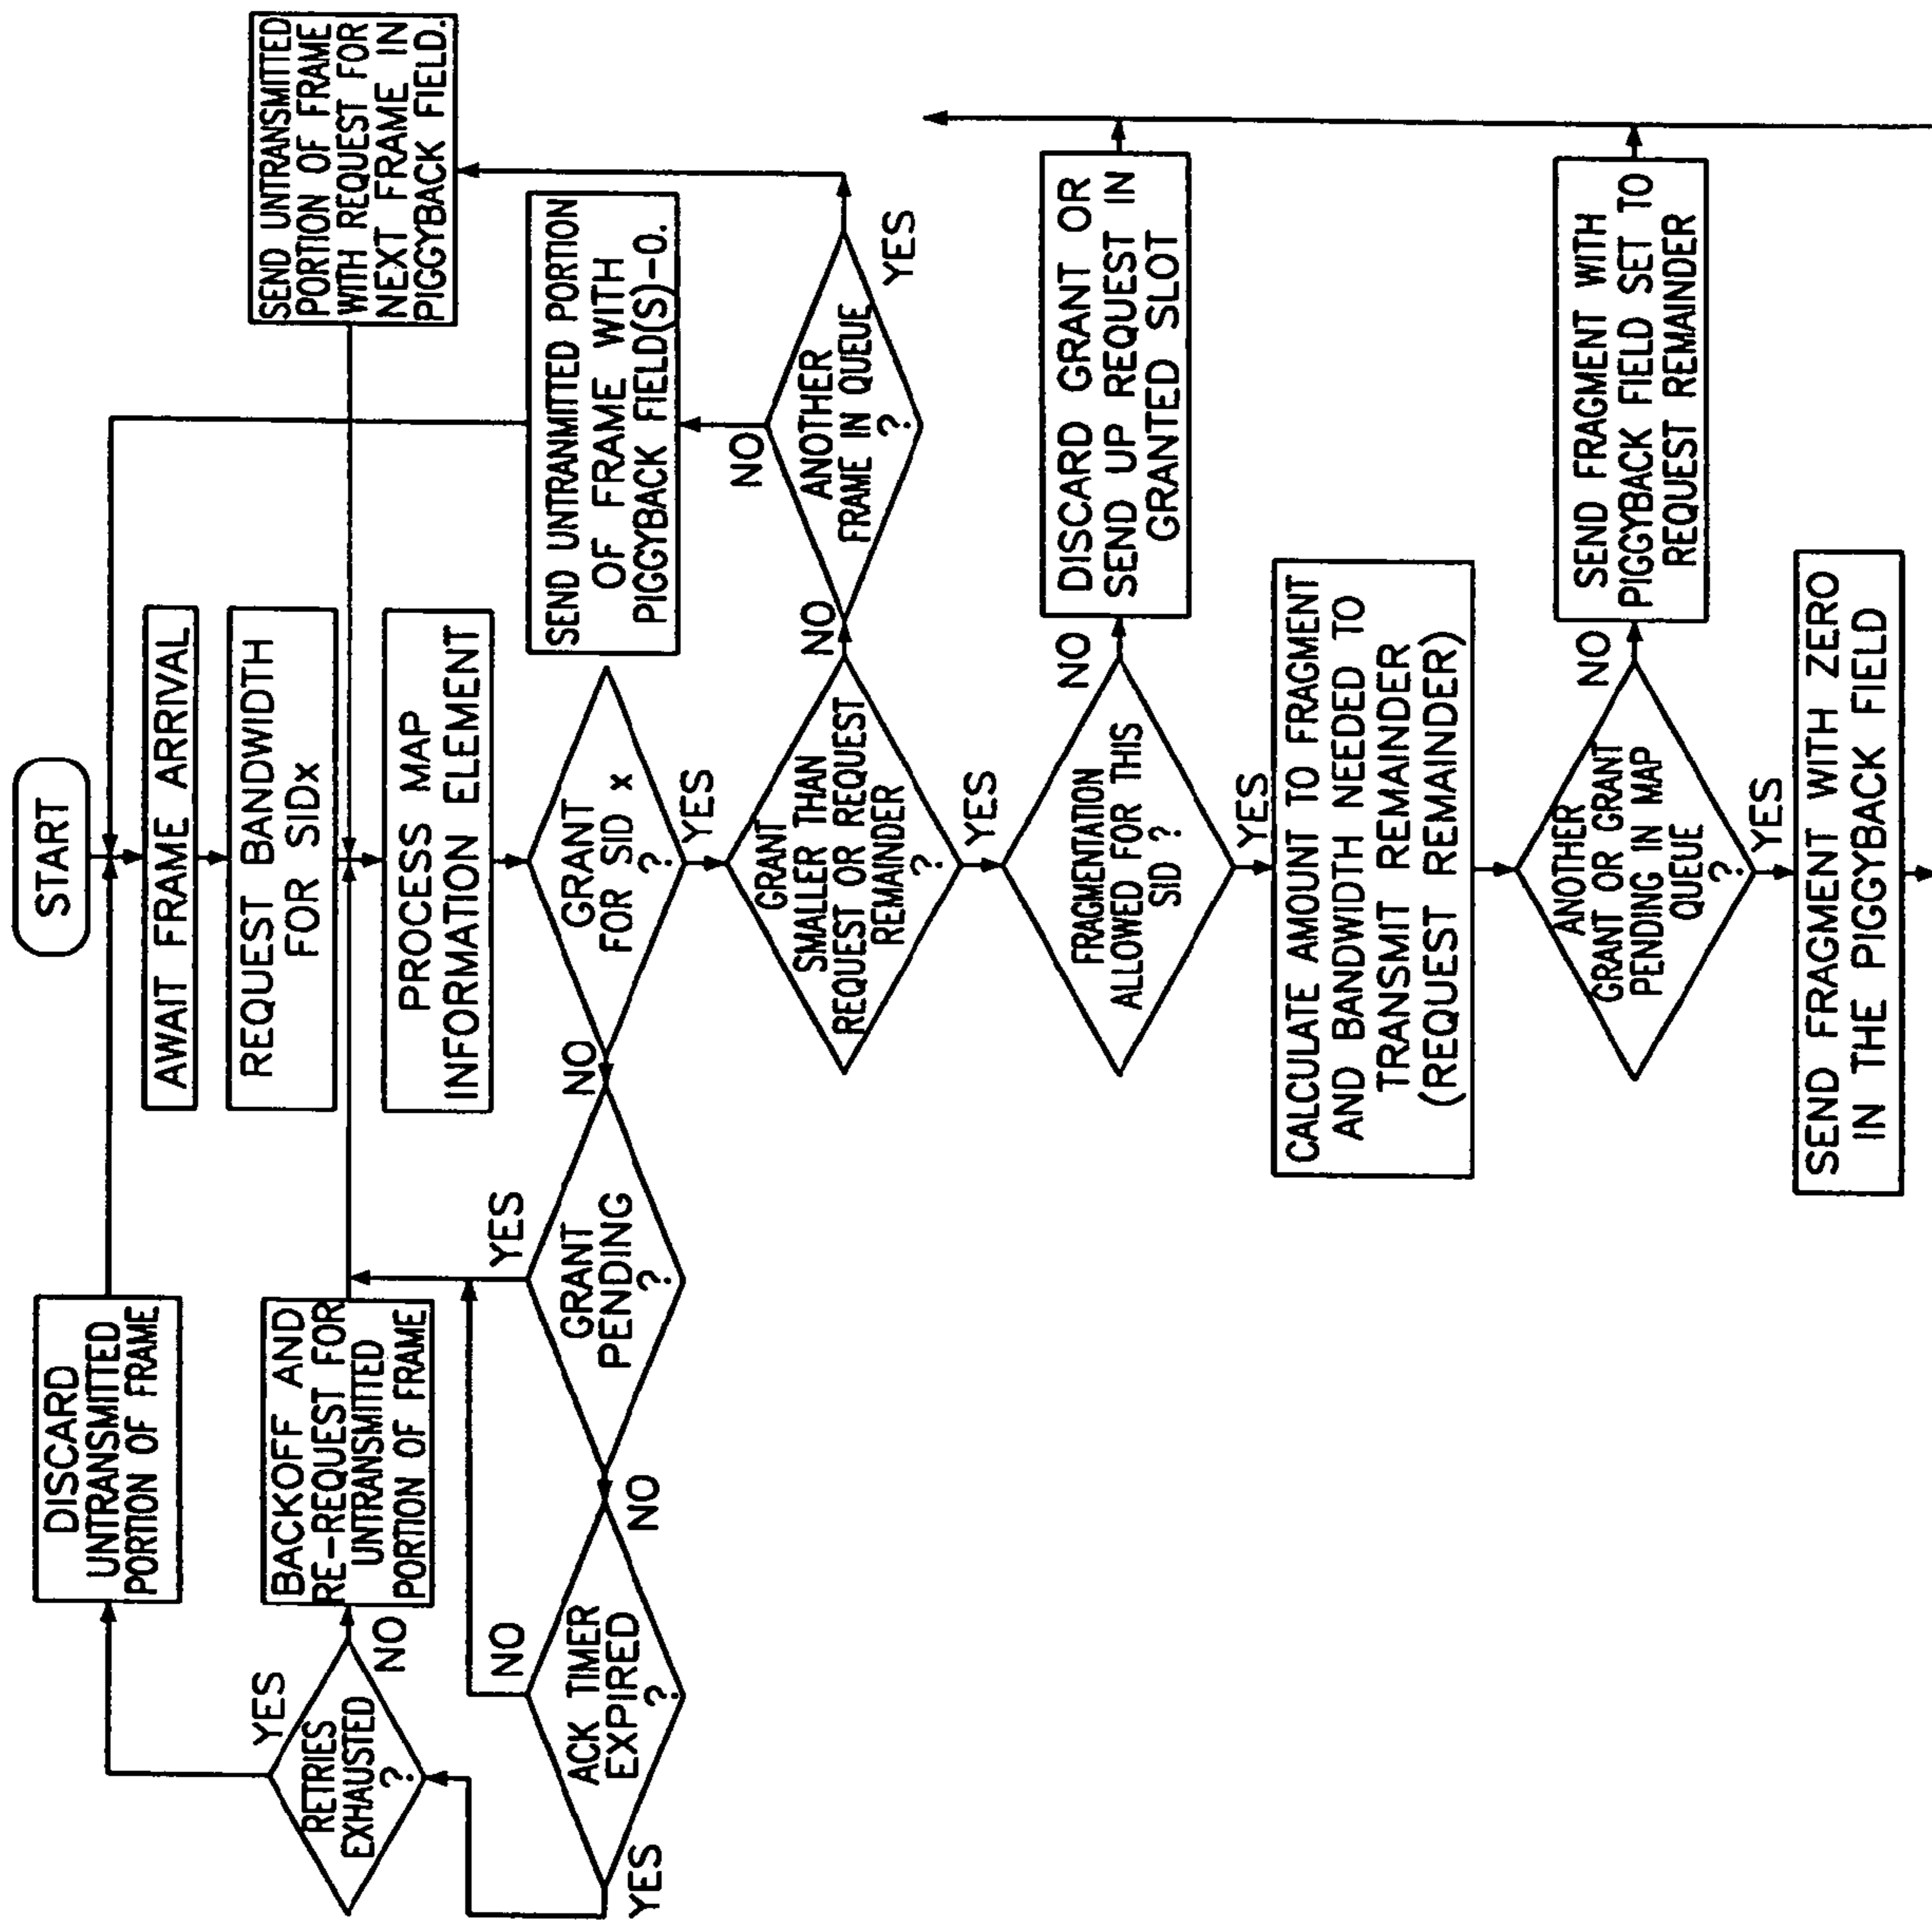 START
AWAIT FRAME ARRIVAL
REQUEST BANDWIDTH
FOR SIDx
PROCESS MAP
INFORMATION ELEMENT
GRANT
FOR SID x
?
YES
NO
GRANT
PENDING
?
YES
NO
ACK TIMER
EXPIRED
?
NO
YES
RETRIES
EXHAUSTED
?
YES
NO
DISCARD
UNTRANSMITTED
PORTION OF FRAME
BACKOFF AND
RE-REQUEST FOR
UNTRANSMITTED
PORTION OF FRAME
GRANT
SMALLER THAN
REQUEST OR REQUEST
REMAINDER
?
NO
YES
ANOTHER
FRAME IN QUEUE
?
NO
YES
SEND UNTRANMITTED PORTION
OF FRAME WITH
PIGGYBACK FIELD(S)-0.
SEND UNTRANSMITTED
PORTION OF FRAME
WITH REQUEST FOR
NEXT FRAME IN
PIGGYBACK FIELD.
FRAGMENTATION
ALLOWED FOR THIS
SID ?
NO
YES
DISCARD GRANT OR
SEND UP REQUEST IN
GRANTED SLOT
CALCULATE AMOUNT TO FRAGMENT
AND BANDWIDTH NEEDED TO
TRANSMIT REMAINDER
(REQUEST REMAINDER)
ANOTHER
GRANT OR GRANT
PENDING IN MAP
QUEUE
?
NO
YES
SEND FRAGMENT WITH
PIGGYBACK FIELD SET TO
REQUEST REMAINDER
SEND FRAGMENT WITH ZERO
IN THE PIGGYBACK FIELD